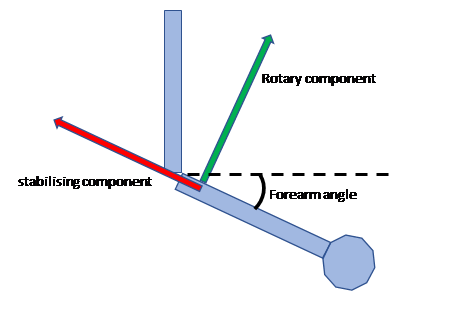 Rotary component
stabilising component
Forearm angle